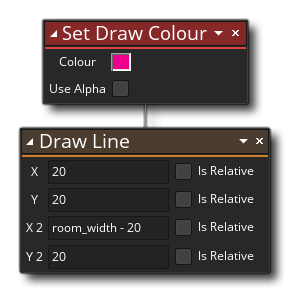 Set Draw Colour
Colour
Use Alpha
Draw Line
X 20 Is Relative
Y 20 Is Relative
X 2 room_width - 20 Is Relative
Y 2 20 Is Relative